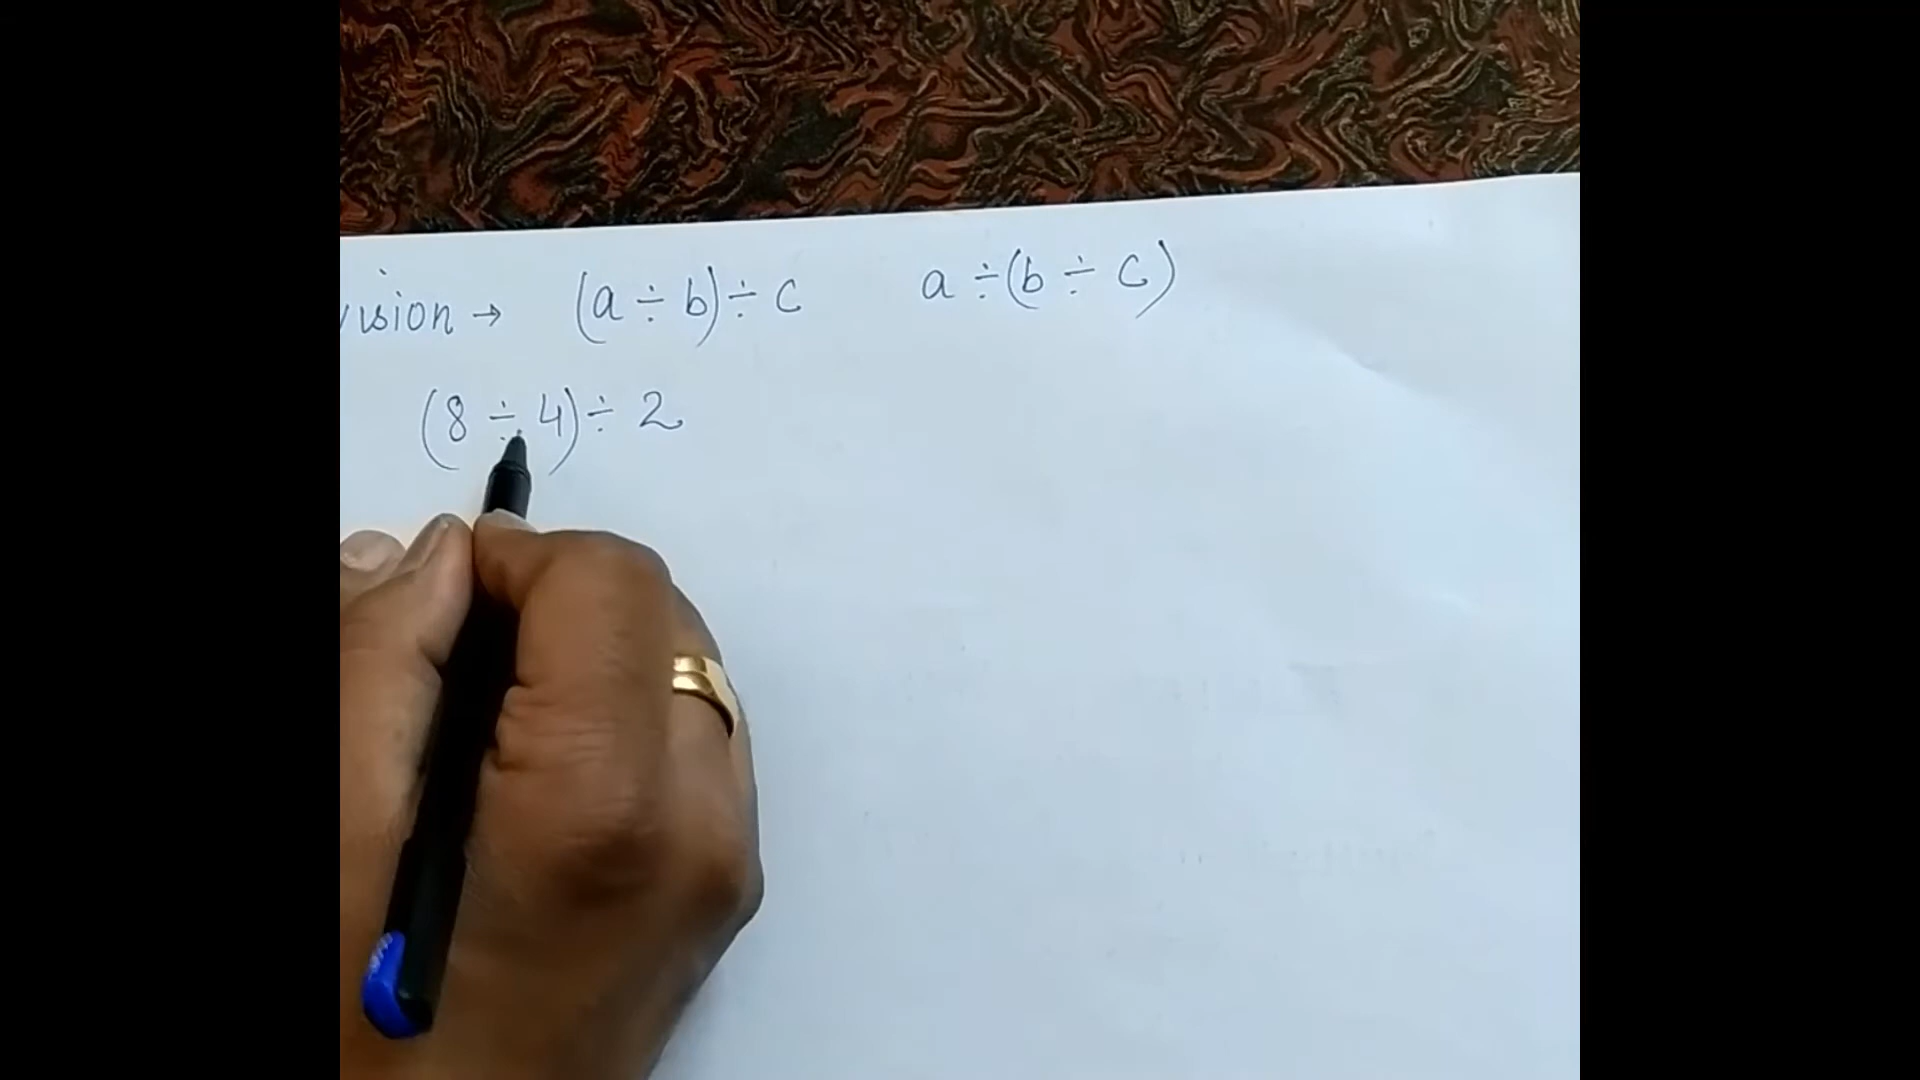 vision → (a ÷ b) ÷ c a ÷ (b ÷ c)
(8 ÷ 4) ÷ 2